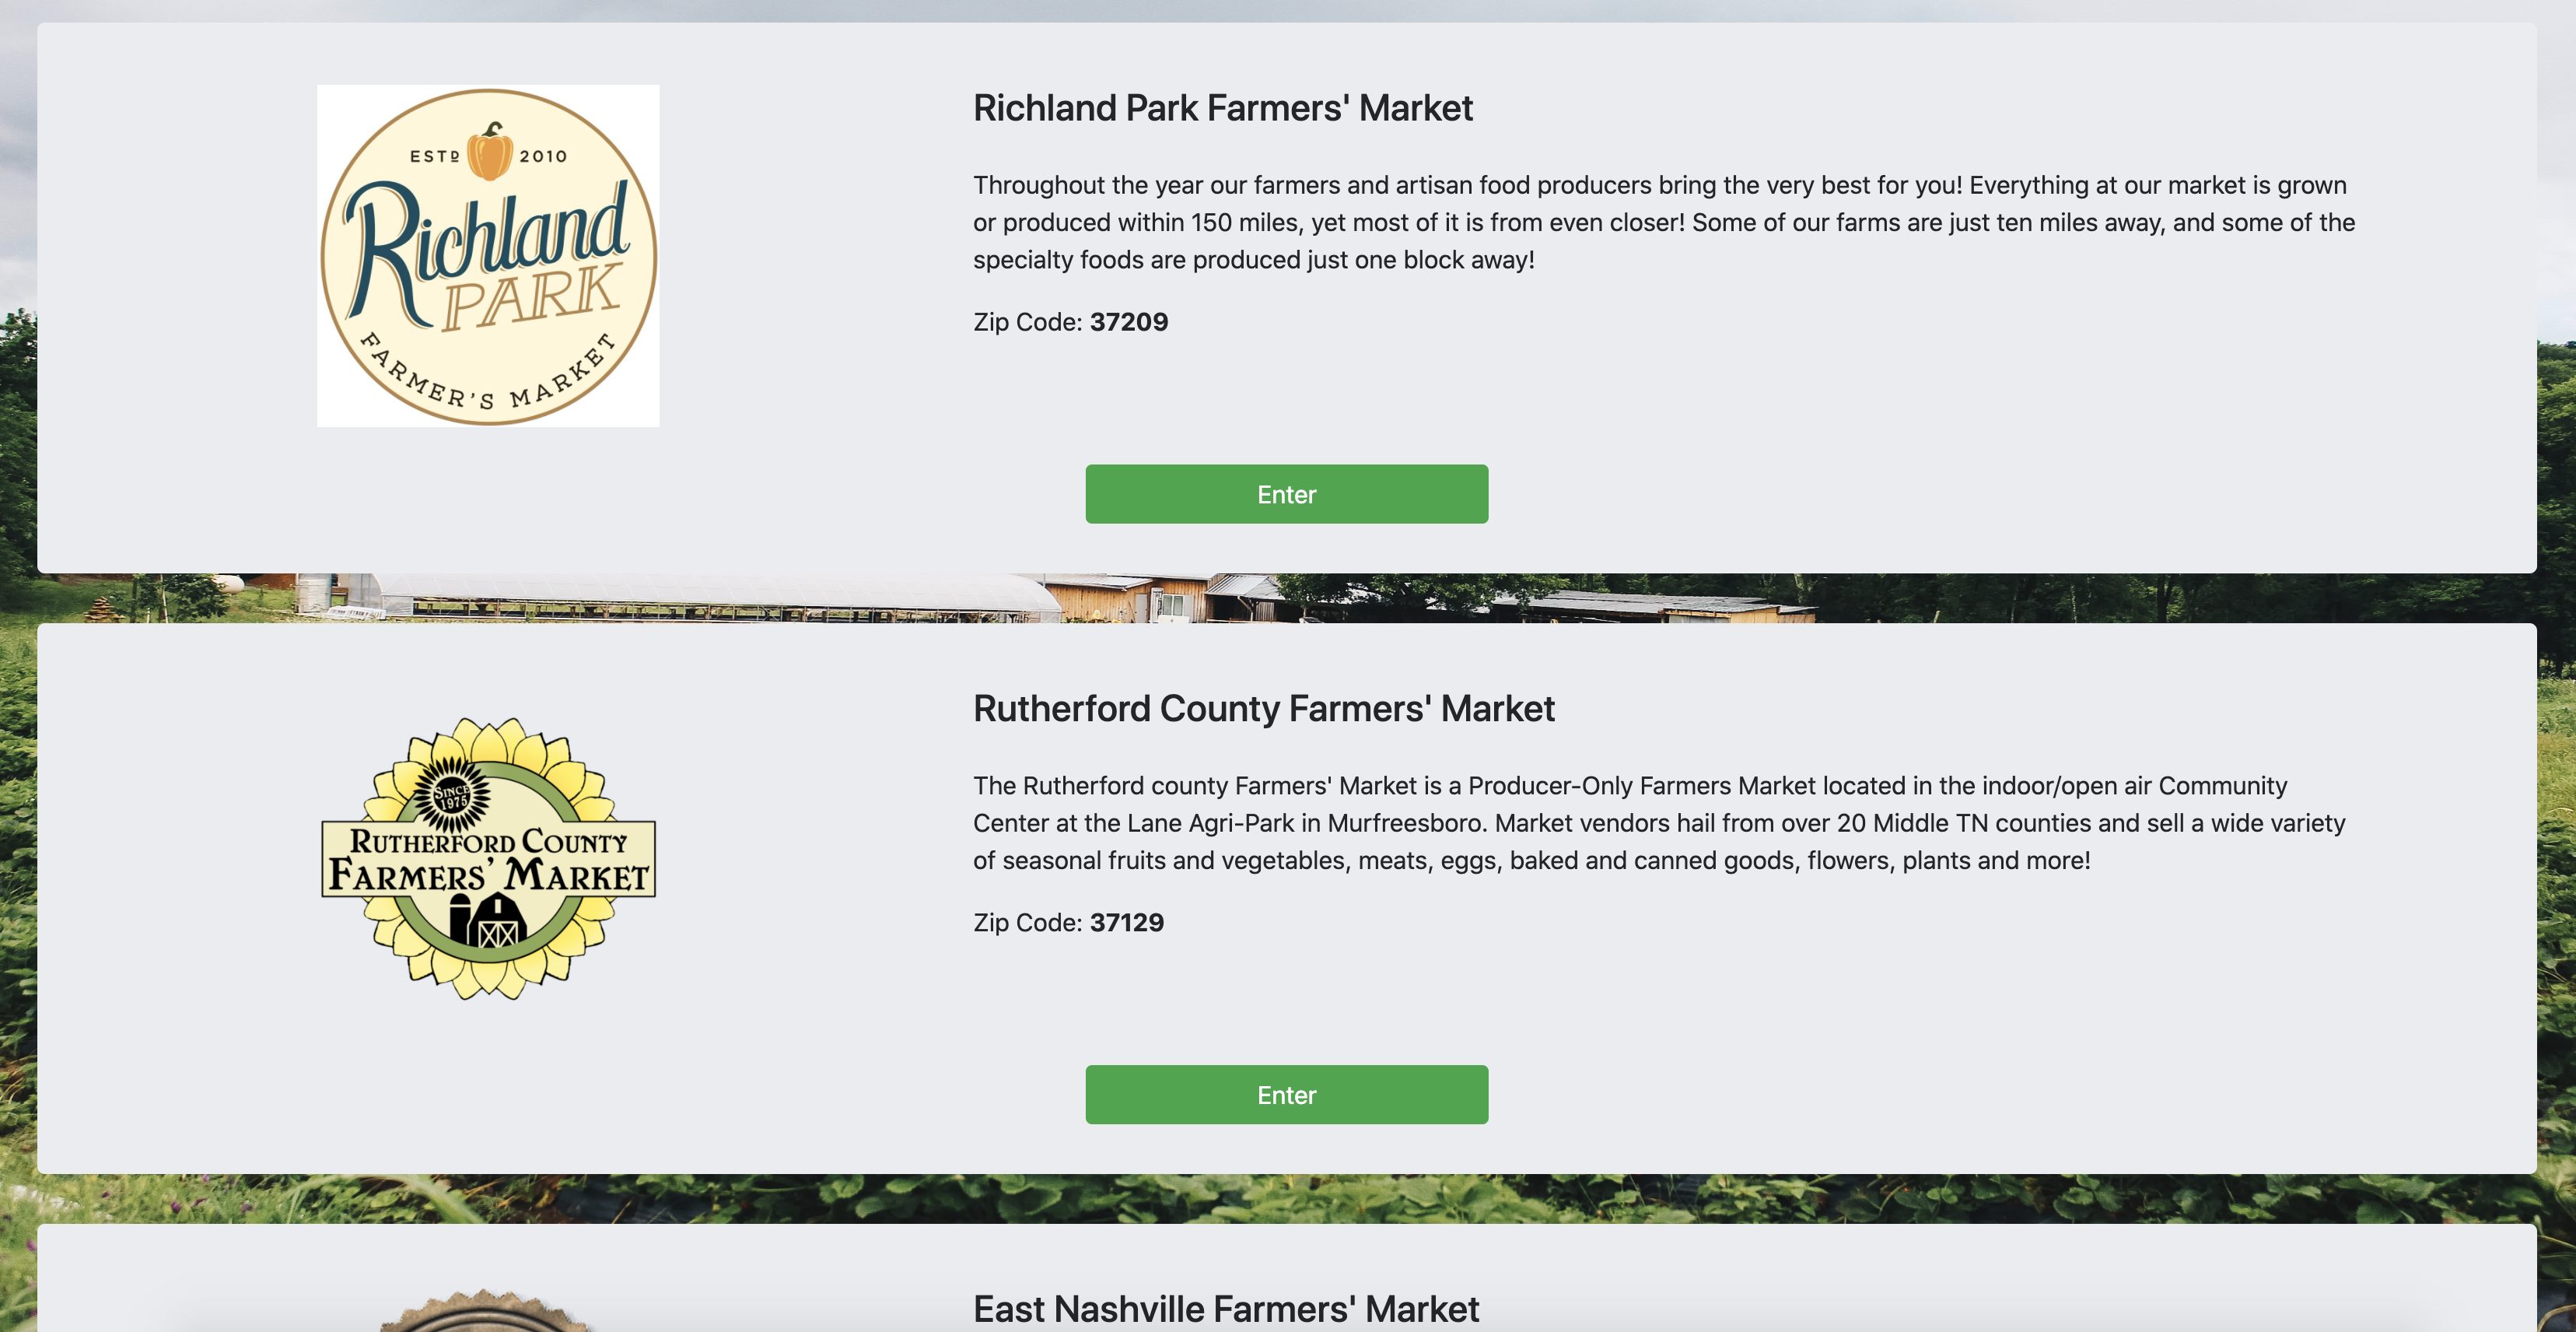 ESTD 2010
Richland
PARK
FARMER'S MARKET
Richland Park Farmers' Market
Throughout the year our farmers and artisan food producers bring the very best for you! Everything at our market is grown
or produced within 150 miles, yet most of it is from even closer! Some of our farms are just ten miles away, and some of the
specialty foods are produced just one block away!
Zip Code: 37209
Enter
SINCE
1975
RUTHERFORD COUNTY
FARMERS' MARKET
Rutherford County Farmers' Market
The Rutherford county Farmers' Market is a Producer-Only Farmers Market located in the indoor/open air Community
Center at the Lane Agri-Park in Murfreesboro. Market vendors hail from over 20 Middle TN counties and sell a wide variety
of seasonal fruits and vegetables, meats, eggs, baked and canned goods, flowers, plants and more!
Zip Code: 37129
Enter
East Nashville Farmers' Market